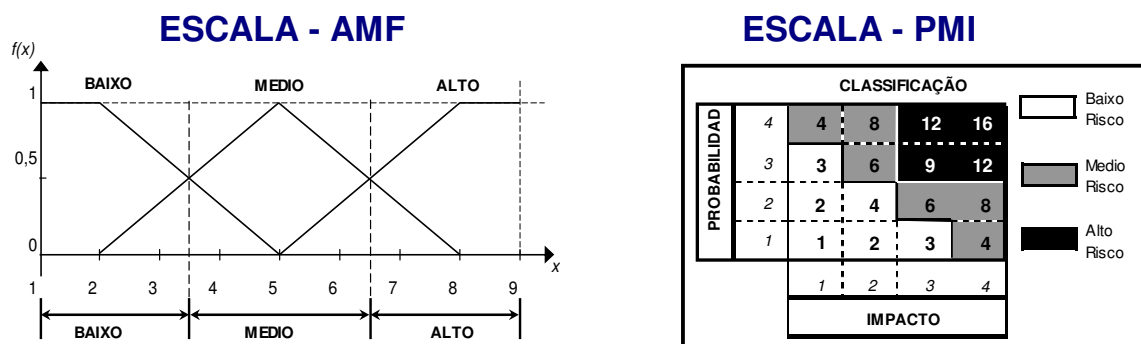 ESCALA - AMF
f(x)
BAIXO MEDIO ALTO
1
0,5
0
x
1 2 3 4 5 6 7 8 9
BAIXO MEDIO ALTO
ESCALA - PMI
CLASSIFICAÇÃO
PROBABILIDAD
4 4 8 12 16
3 3 6 9 12
2 2 4 6 8
1 1 2 3 4
1 2 3 4
IMPACTO
Baixo
Risco
Medio
Risco
Alto
Risco